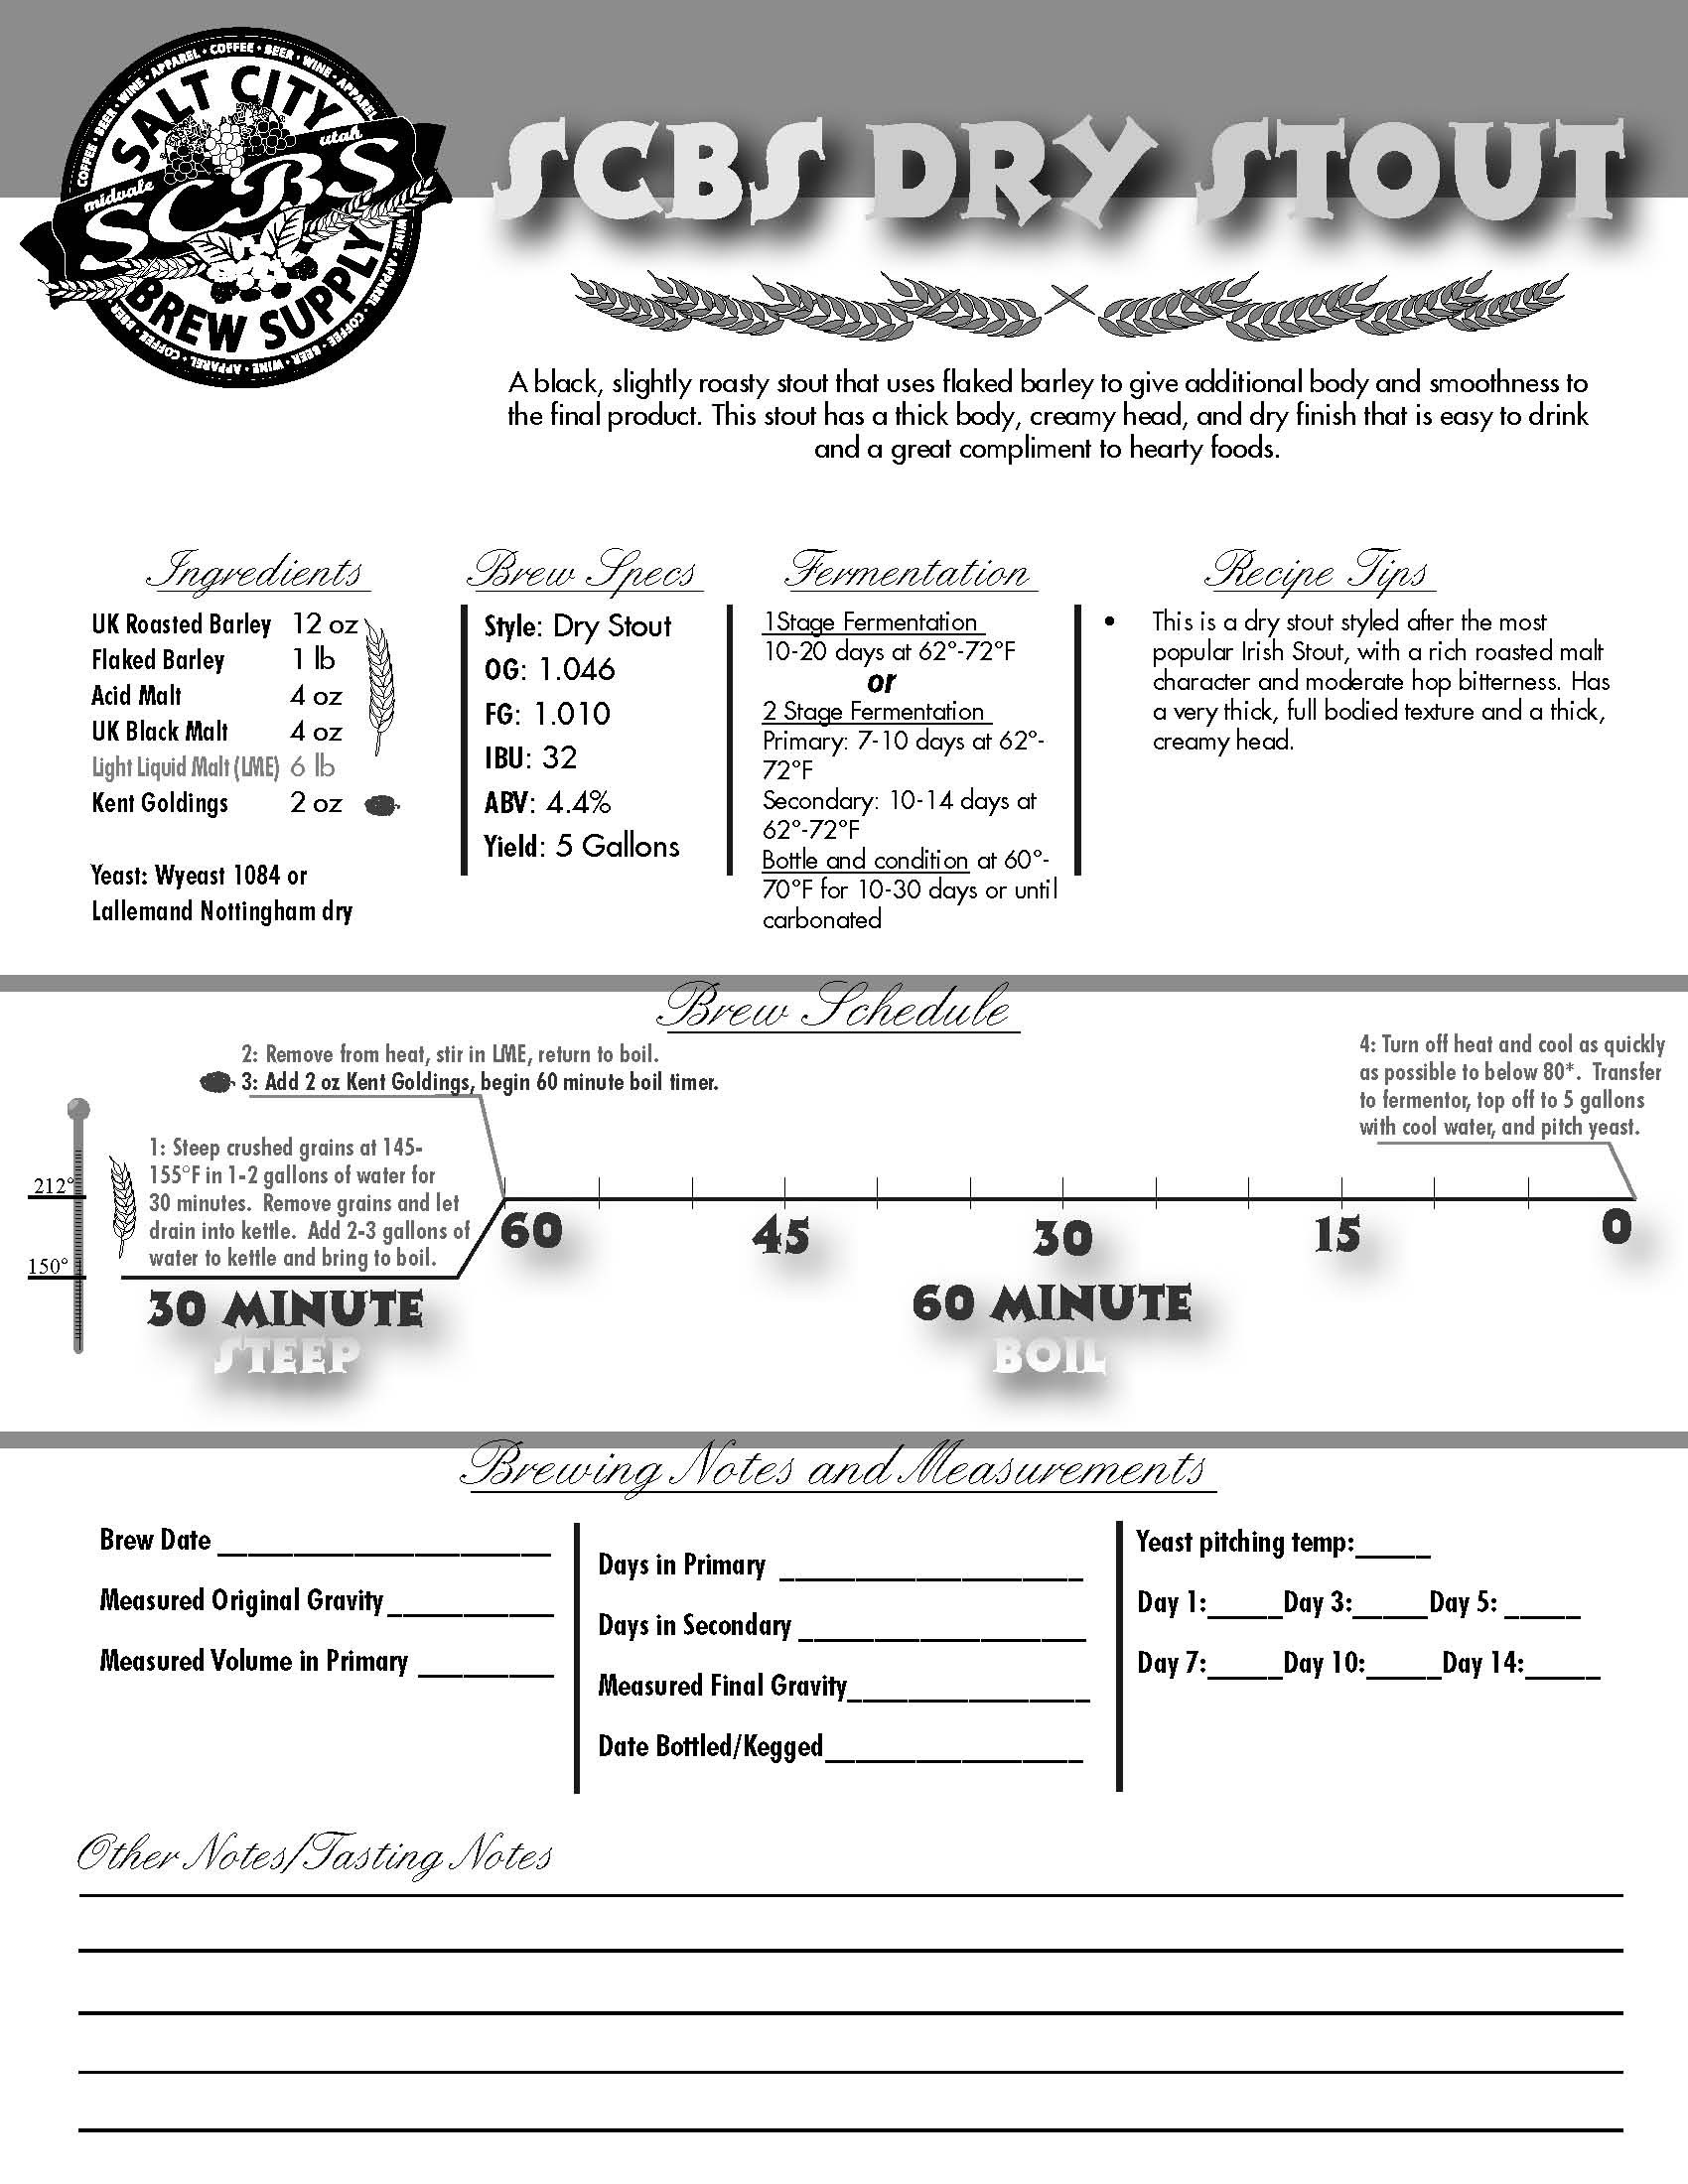 COFFEE • BEER • WINE • APPAREL • COFFEE • BEER • WINE • APPAREL
SALT CITY
midvale
utah
SCBS
BREW SUPPLY
WINE • APPAREL • COFFEE • BEER • WINE • APPAREL • COFFEE • BEER
SCBS DRY STOUT
A black, slightly roasty stout that uses flaked barley to give additional body and smoothness to
the final product. This stout has a thick body, creamy head, and dry finish that is easy to drink
and a great compliment to hearty foods.
Ingredients
UK Roasted Barley 12 oz
Flaked Barley 1 lb
Acid Malt 4 oz
UK Black Malt 4 oz
Light Liquid Malt (LME) 6 lb
Kent Goldings 2 oz
Yeast: Wyeast 1084 or
Lallemand Nottingham dry
Brew Specs
Style: Dry Stout
OG: 1.046
FG: 1.010
IBU: 32
ABV: 4.4%
Yield: 5 Gallons
Fermentation
1Stage Fermentation
10-20 days at 62°-72°F
or
2 Stage Fermentation
Primary: 7-10 days at 62°-
72°F
Secondary: 10-14 days at
62°-72°F
Bottle and condition at 60°-
70°F for 10-30 days or until
carbonated
Recipe Tips
• This is a dry stout styled after the most
popular Irish Stout, with a rich roasted malt
character and moderate hop bitterness. Has
a very thick, full bodied texture and a thick,
creamy head.
Brew Schedule
2: Remove from heat, stir in LME, return to boil.
3: Add 2 oz Kent Goldings, begin 60 minute boil timer.
4: Turn off heat and cool as quickly
as possible to below 80*. Transfer
to fermentor, top off to 5 gallons
with cool water, and pitch yeast.
1: Steep crushed grains at 145-
155°F in 1-2 gallons of water for
30 minutes. Remove grains and let
drain into kettle. Add 2-3 gallons of
water to kettle and bring to boil.
212°
150°
60 45 30 15 0
30 MINUTE
STEEP
60 MINUTE
BOIL
Brewing Notes and Measurements
Brew Date ______________________
Measured Original Gravity ___________
Measured Volume in Primary _________
Days in Primary ____________________
Days in Secondary ___________________
Measured Final Gravity________________
Date Bottled/Kegged_________________
Yeast pitching temp:_____
Day 1:_____Day 3:_____Day 5: _____
Day 7:_____Day 10:_____Day 14:_____
Other Notes/Tasting Notes